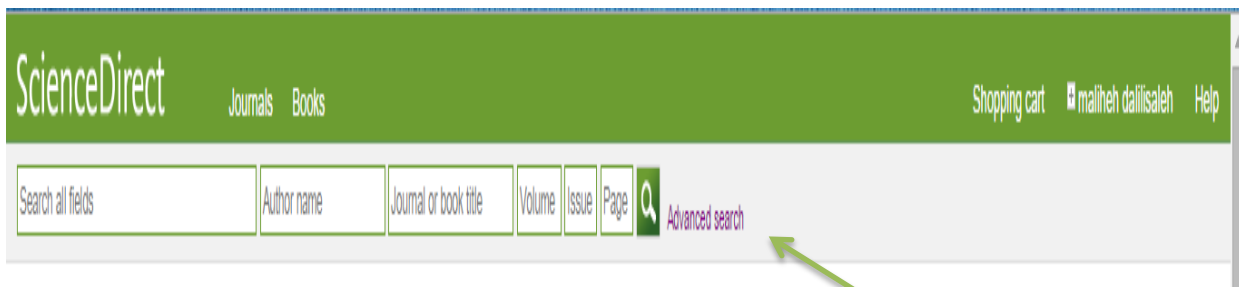 ScienceDirect Journals Books Shopping cart maliheh dalilisaleh Help
Search all fields Author name Journal or book title Volume Issue Page Advanced search